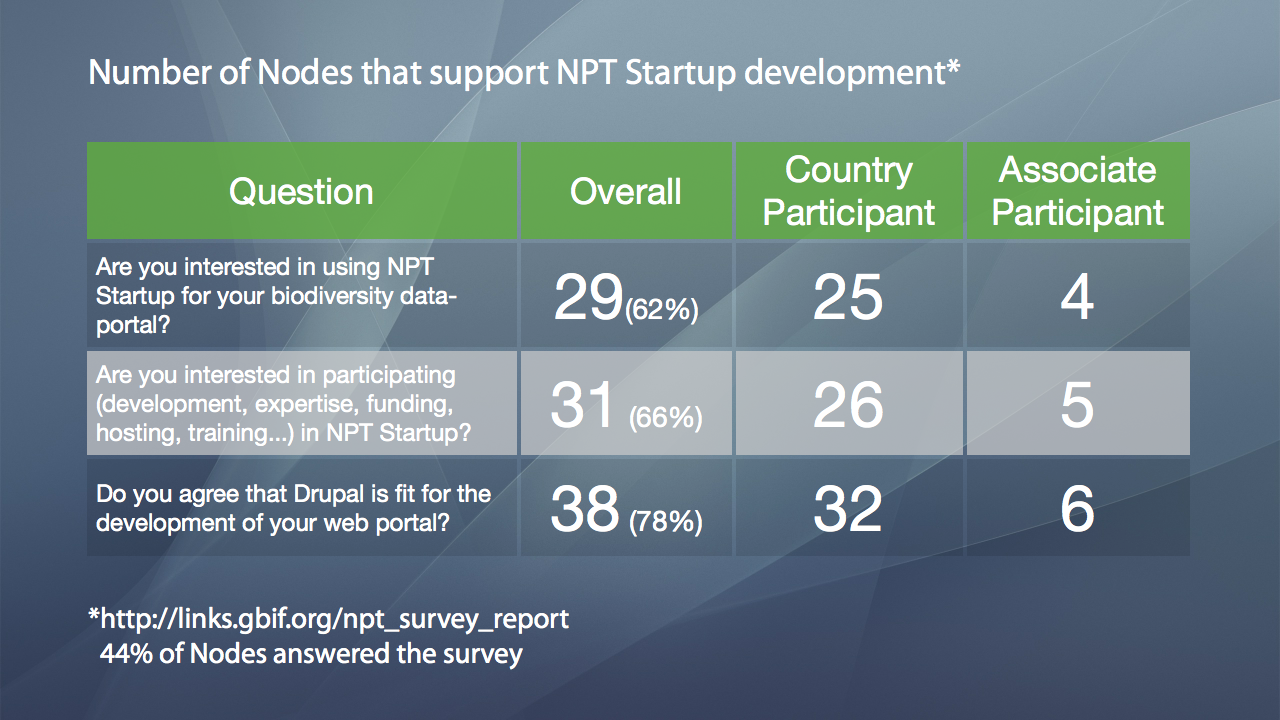 Number of Nodes that support NPT Startup development*
Question
Overall
Country
Participant
Associate
Participant
Are you interested in using NPT
Startup for your biodiversity data-
portal?
29(62%)
25
4
Are you interested in participating
(development, expertise, funding,
hosting, training...) in NPT Startup?
31 (66%)
26
5
Do you agree that Drupal is fit for the
development of your web portal?
38 (78%)
32
6
*http://links.gbif.org/npt_survey_report
44% of Nodes answered the survey